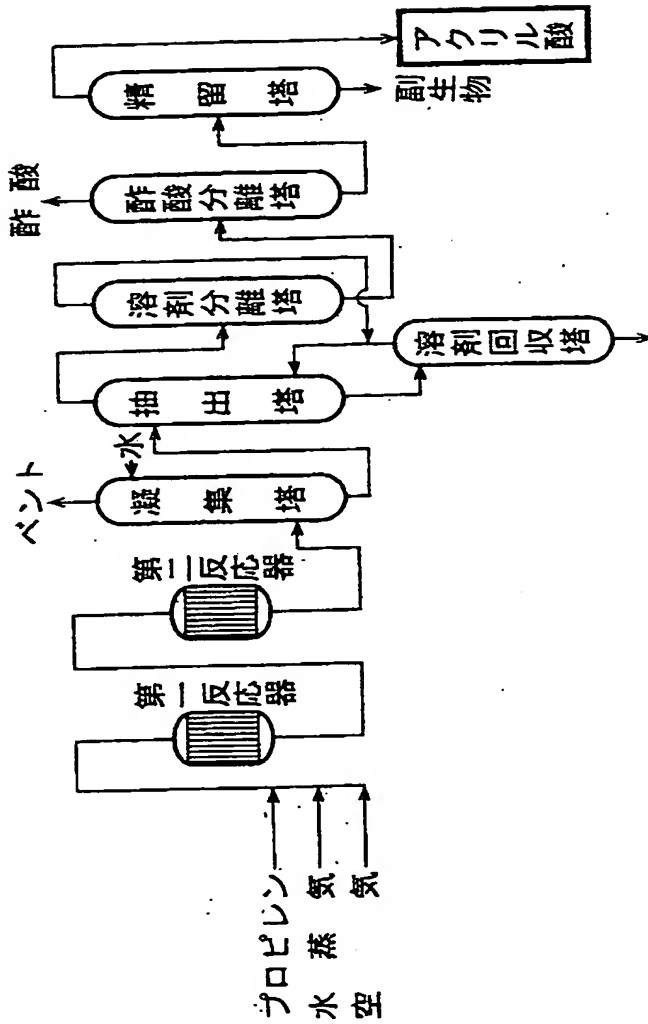 プロピレン
水蒸気
空気
第一反応器
第二反応器
ベント
水
凝集塔
抽出塔
溶剤分離塔
溶剤回収塔
酢酸
酢酸分離塔
精留塔
副生物
アクリル酸